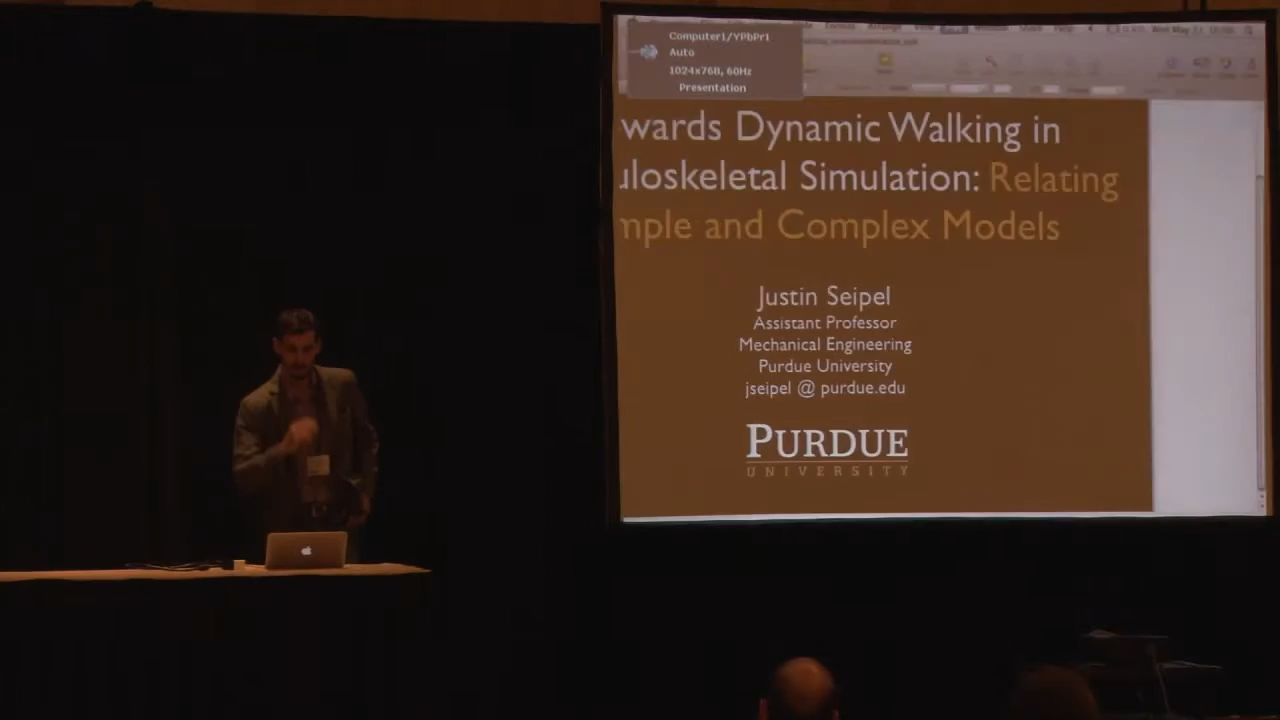 Computer1/YPbPr1
Auto
1024x768, 60Hz
Presentation
wards Dynamic Walking in
uloskeletal Simulation: Relating
mple and Complex Models
Justin Seipel
Assistant Professor
Mechanical Engineering
Purdue University
jseipel @ purdue.edu
PURDUE
UNIVERSITY